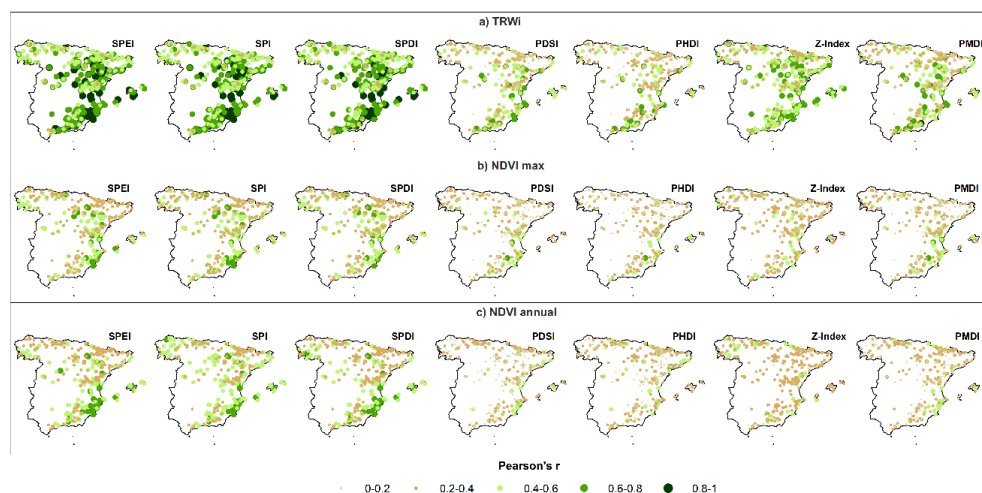 a) TRWi
SPEI SPI SPDI PDSI PHDI Z-Index PMDI
b) NDVI max
SPEI SPI SPDI PDSI PHDI Z-Index PMDI
c) NDVI annual
SPEI SPI SPDI PDSI PHDI Z-Index PMDI
Pearson's r
0-0.2 0.2-0.4 0.4-0.6 0.6-0.8 0.8-1